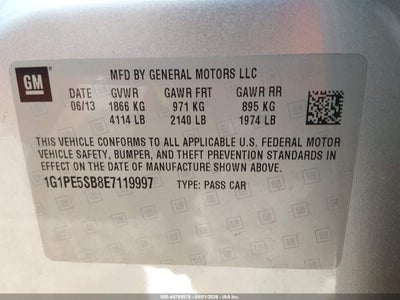 GM
MFD BY GENERAL MOTORS LLC
DATE GVWR GAWR FRT GAWR RR
06/13 1866 KG 971 KG 895 KG
4114 LB 2140 LB 1974 LB
THIS VEHICLE CONFORMS TO ALL APPLICABLE U.S. FEDERAL MOTOR
VEHICLE SAFETY, BUMPER, AND THEFT PREVENTION STANDARDS IN
EFFECT ON THE DATE OF MANUFACTURE SHOWN ABOVE.
1G1PE5SB8E7119997 TYPE: PASS CAR